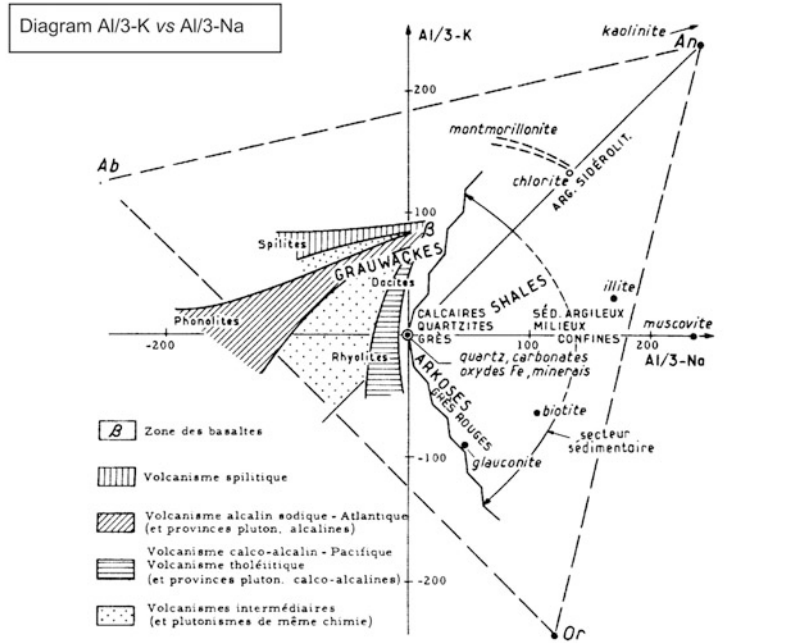 Diagram Al/3-K vs Al/3-Na
Al/3-K
kaolinite
An
200
montmorillonite
Ab
chlorite
ARG. SIDÉROLIT.
100
β
Spilites
GRAUWACKES
Dacites
SHALES
illite
CALCAIRES
QUARTZITES
GRÈS
SÉD. ARGILEUX
MILIEUX
CONFINES
Phonolites
muscovite
-200
100
200
Al/3-Na
Rhyolites
quartz, carbonates
oxydes Fe, minerais
ARKOSES
GRÈS ROUGES
biotite
secteur
sédimentaire
-100
glauconite
-200
Or
β Zone des basaltes
Volcanisme spilitique
Volcanisme alcalin sodique - Atlantique
(et provinces pluton. alcalines)
Volcanisme calco-alcalin - Pacifique
Volcanisme tholéiitique
(et provinces pluton. calco-alcalines)
Volcanismes intermédiaires
(et plutonismes de même chimie)